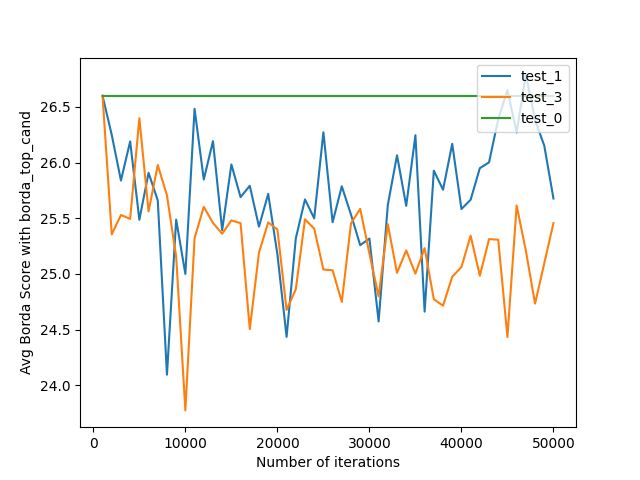 test_1
test_3
test_0
26.5
26.0
25.5
25.0
24.5
24.0
Avg Borda Score with borda_top_cand
0
10000
20000
30000
40000
50000
Number of iterations